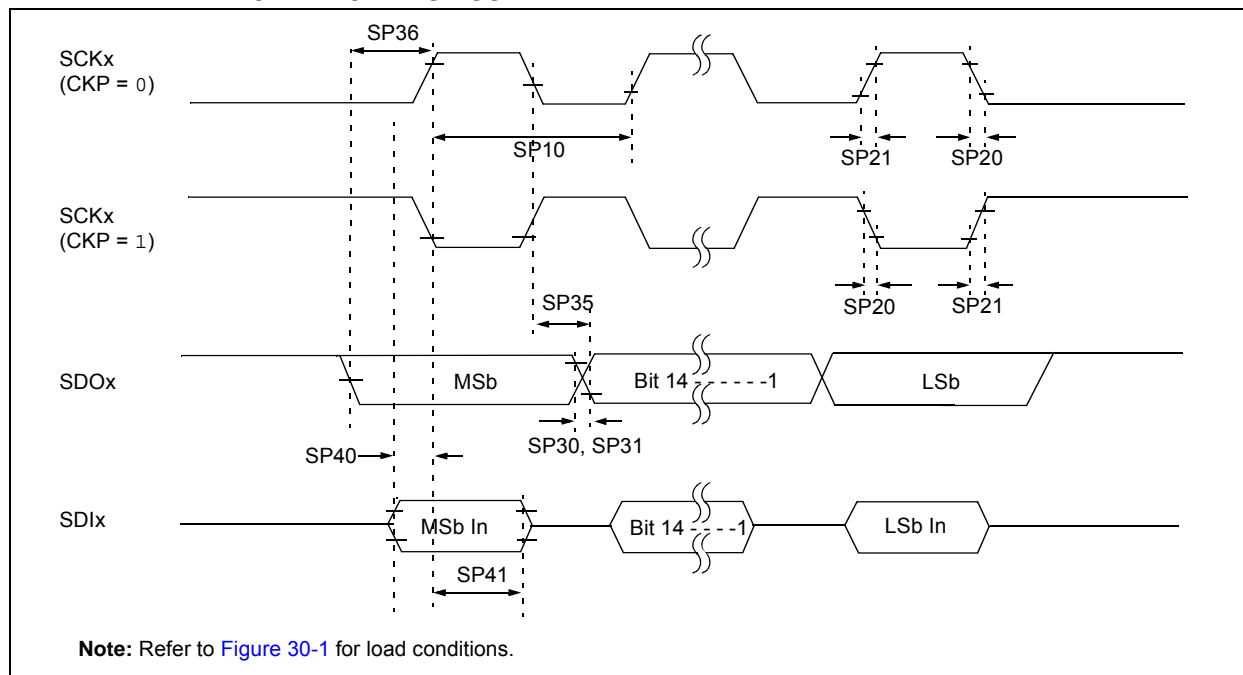 SP36
SCKx
(CKP = 0)
SP10
SP21
SP20
SCKx
(CKP = 1)
SP35
SP20
SP21
SDOx
MSb
Bit 14 - - - - - -1
LSb
SP40
SP30, SP31
SDIx
MSb In
Bit 14 - - - - -1
LSb In
SP41
Note: Refer to Figure 30-1 for load conditions.